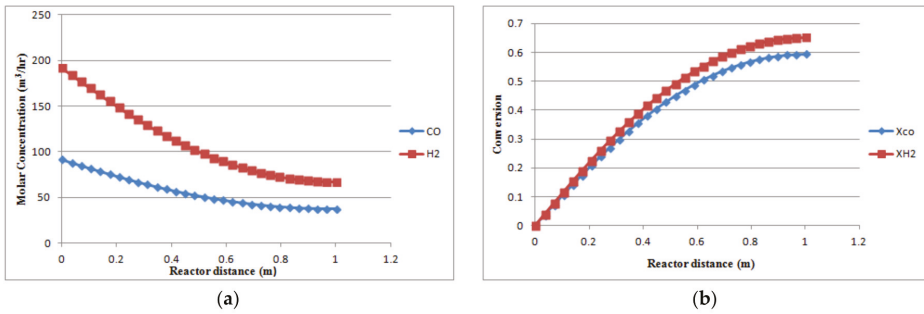 250
200
150
100
50
0
Molar Concentration (m³/hr)
0 0.2 0.4 0.6 0.8 1 1.2
Reactor distance (m)
CO
H2
(a)
0.7
0.6
0.5
0.4
0.3
0.2
0.1
0
Conversion
0 0.2 0.4 0.6 0.8 1 1.2
Reactor distance (m)
Xco
XH2
(b)